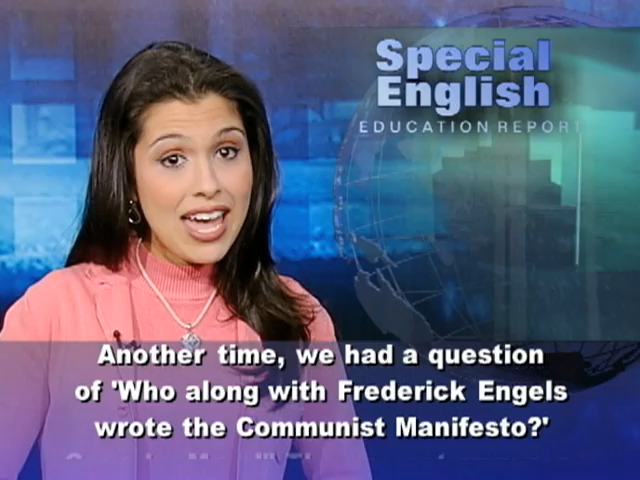 Special
English
EDUCATION REPORT
Another time, we had a question
of 'Who along with Frederick Engels
wrote the Communist Manifesto?'